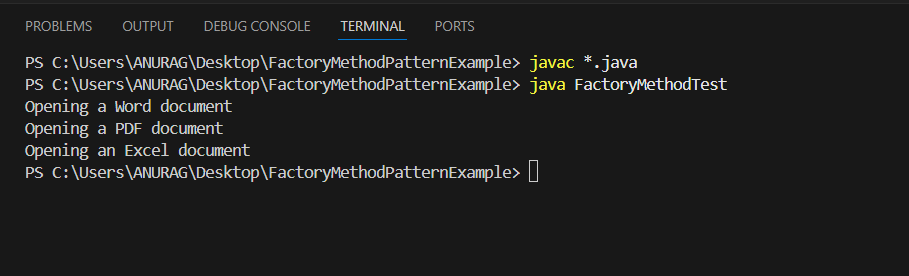 PROBLEMS OUTPUT DEBUG CONSOLE TERMINAL PORTS
PS C:\Users\ANURAG\Desktop\FactoryMethodPatternExample> javac *.java
PS C:\Users\ANURAG\Desktop\FactoryMethodPatternExample> java FactoryMethodTest
Opening a Word document
Opening a PDF document
Opening an Excel document
PS C:\Users\ANURAG\Desktop\FactoryMethodPatternExample>